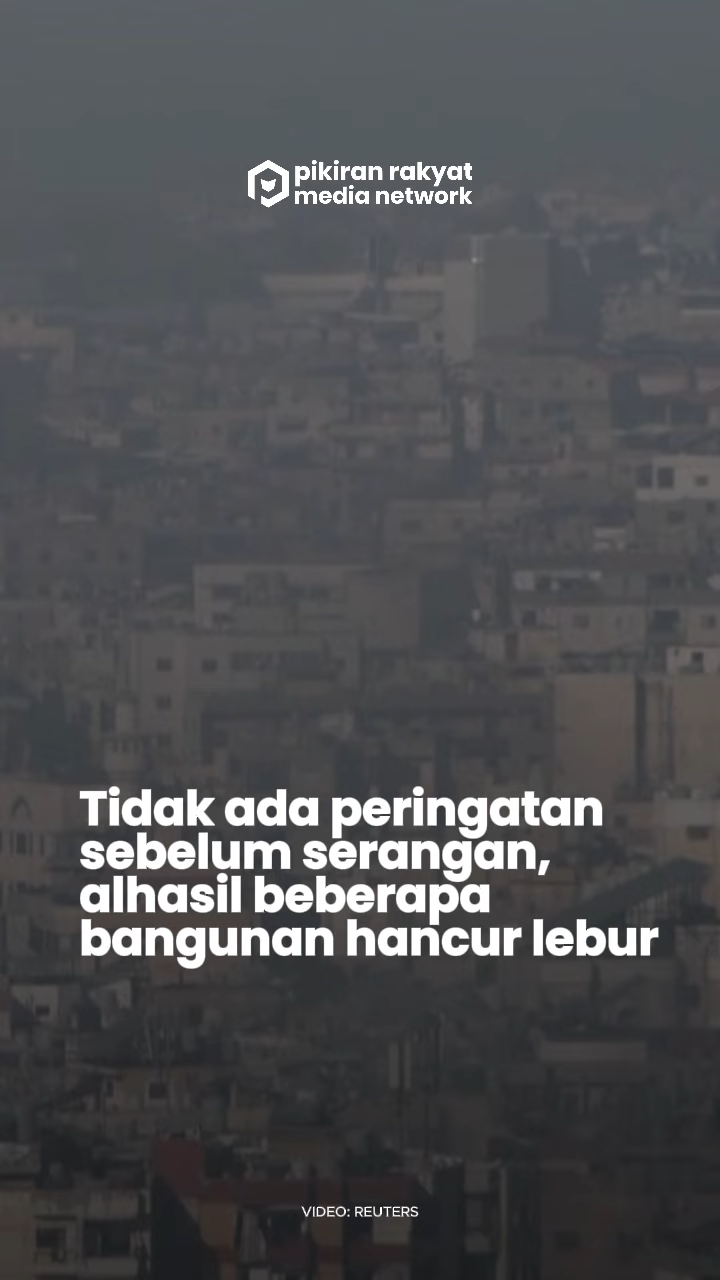 pikiran rakyat
media network
Tidak ada peringatan
sebelum serangan,
alhasil beberapa
bangunan hancur lebur
VIDEO: REUTERS